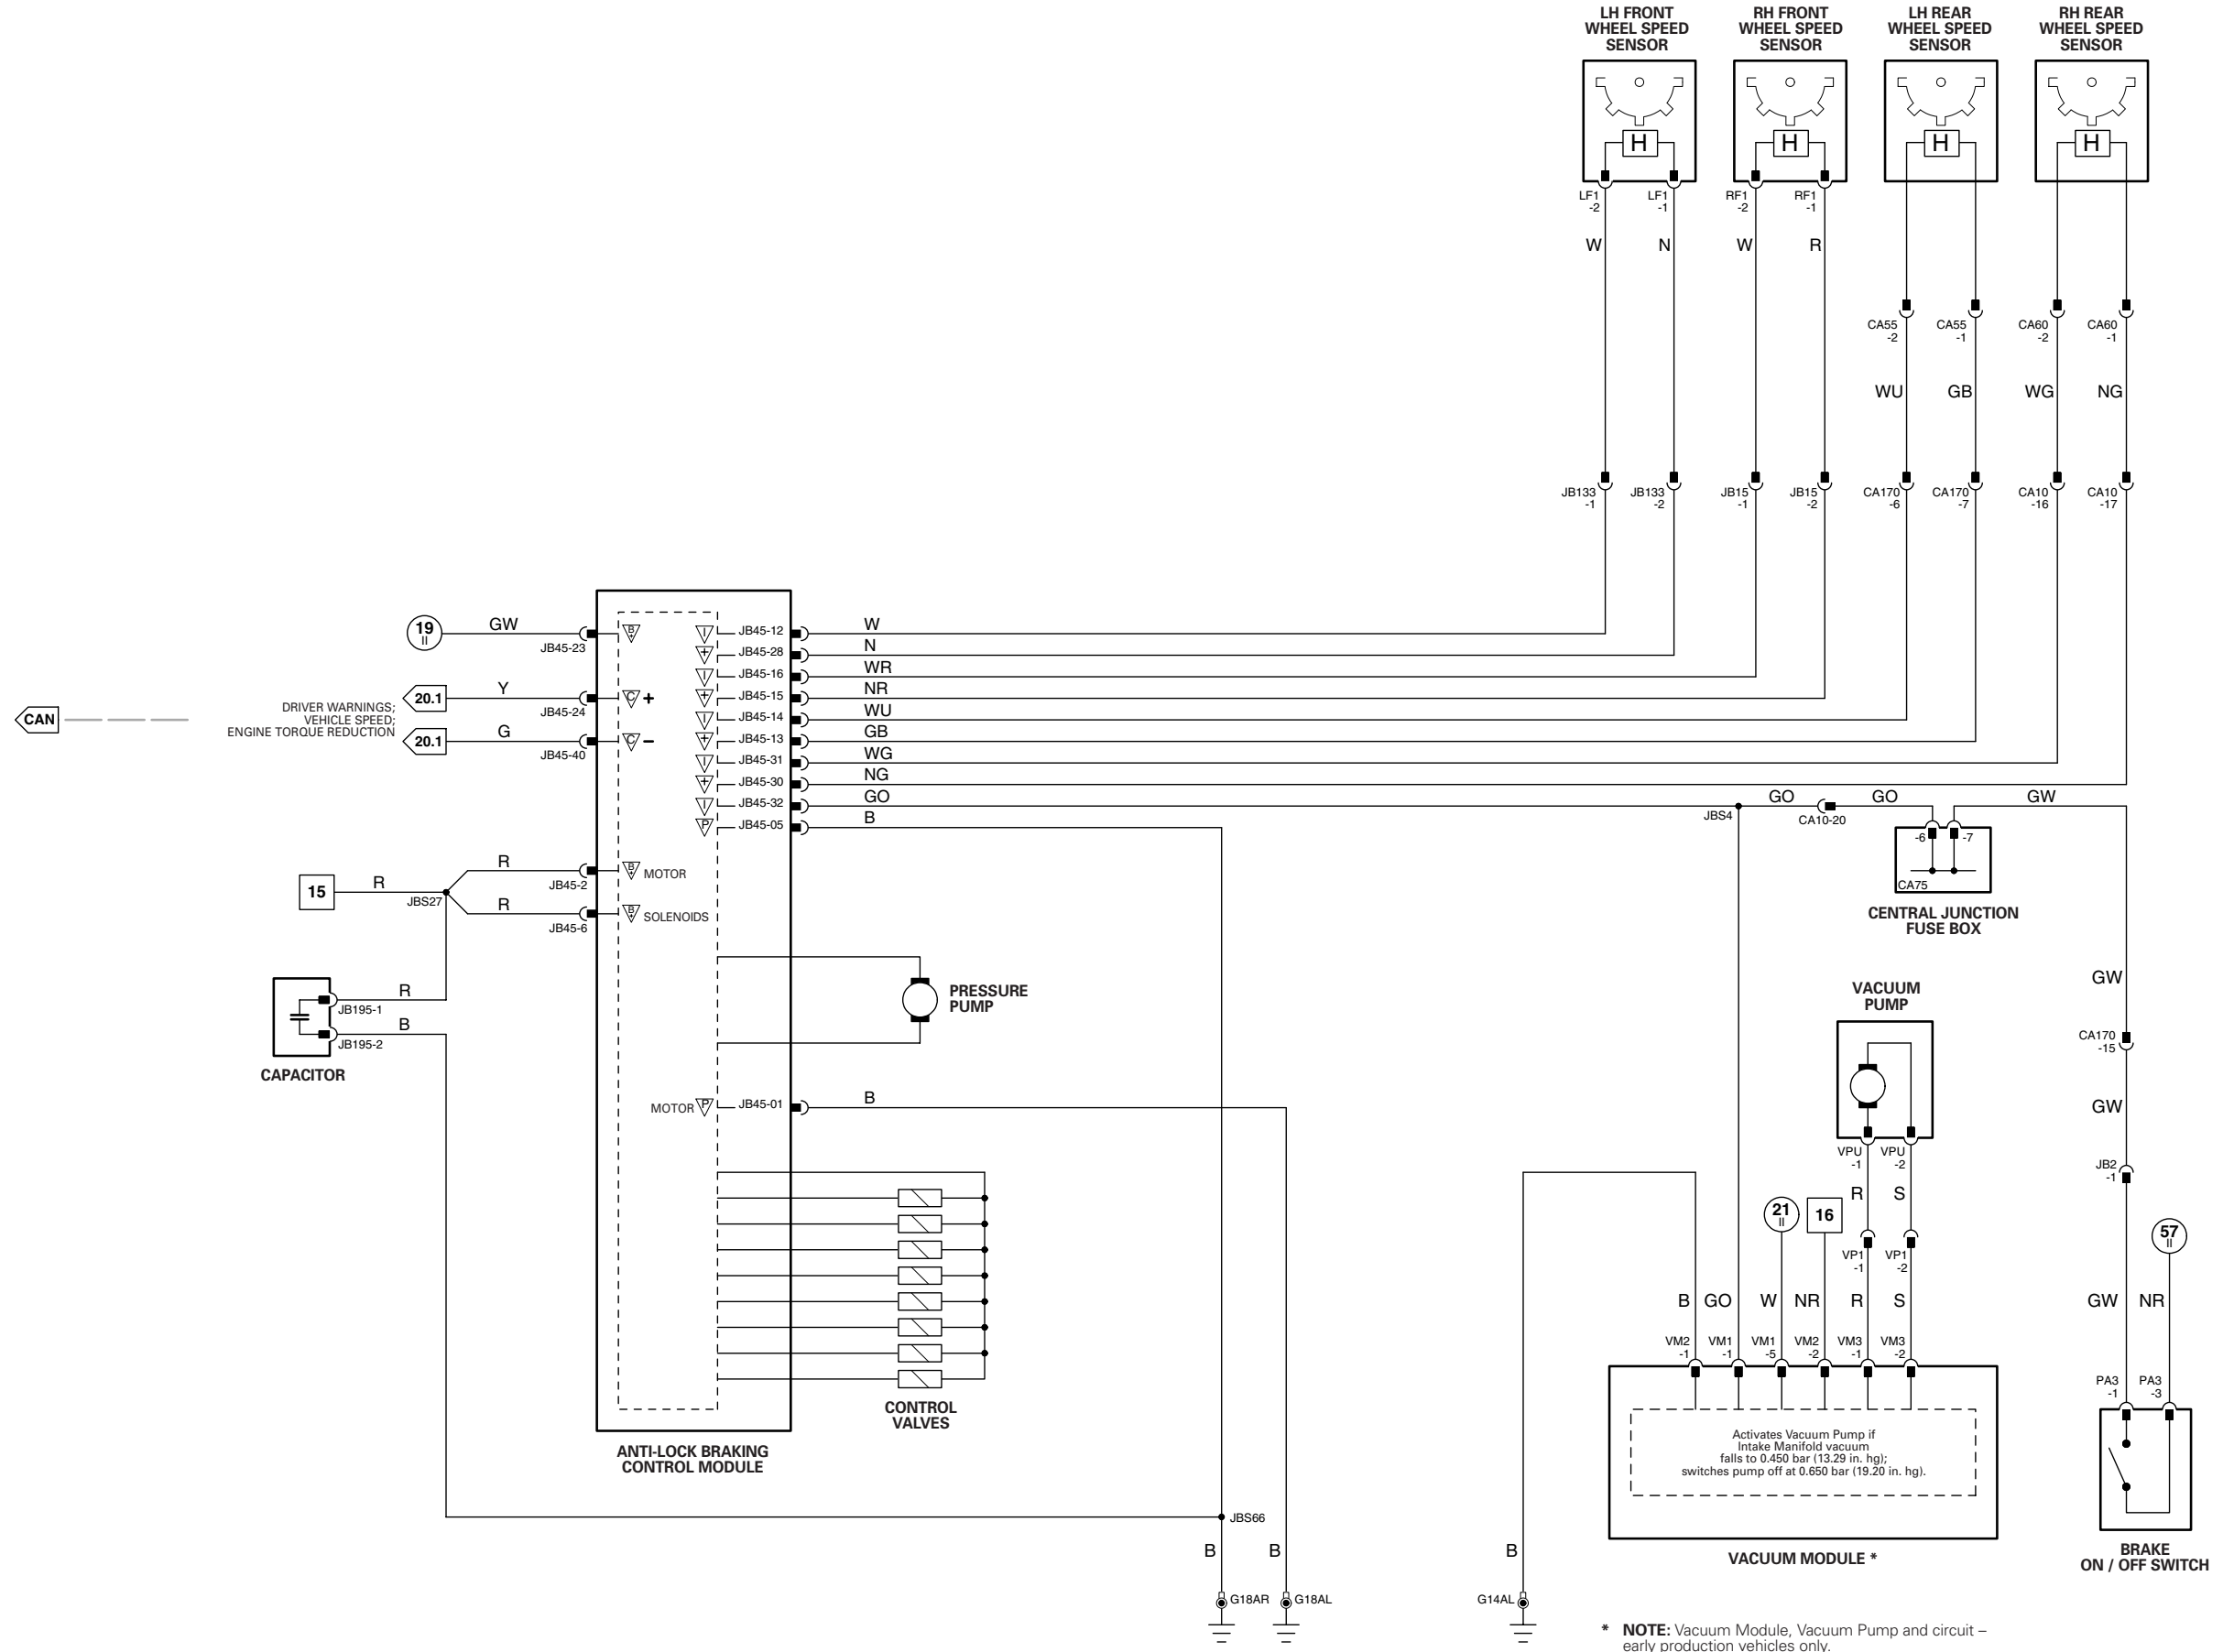 LH FRONT
WHEEL SPEED
SENSOR
RH FRONT
WHEEL SPEED
SENSOR
LH REAR
WHEEL SPEED
SENSOR
RH REAR
WHEEL SPEED
SENSOR
H
H
H
H
LF1
-2
LF1
-1
RF1
-2
RF1
-1
W
N
W
R
CA55
-2
CA55
-1
CA60
-2
CA60
-1
WU
GB
WG
NG
JB133
-1
JB133
-2
JB15
-1
JB15
-2
CA170
-6
CA170
-7
CA10
-16
CA10
-17
19
II
GW
JB45-23
B
+
I
JB45-12
W
+
JB45-28
N
I
JB45-16
WR
CAN
DRIVER WARNINGS;
VEHICLE SPEED;
ENGINE TORQUE REDUCTION
20.1
Y
JB45-24
C
+
+
JB45-15
NR
I
JB45-14
WU
20.1
G
JB45-40
C
–
+
JB45-13
GB
I
JB45-31
WG
+
JB45-30
NG
I
JB45-32
GO
P
JB45-05
B
JBS4
GO
CA10-20
GO
GW
-6
-7
CA75
CENTRAL JUNCTION
FUSE BOX
15
R
JBS27
R
JB45-2
B
+
MOTOR
R
JB45-6
B
+
SOLENOIDS
R
JB195-1
B
JB195-2
CAPACITOR
PRESSURE
PUMP
MOTOR
P
JB45-01
B
CONTROL
VALVES
ANTI-LOCK BRAKING
CONTROL MODULE
JBS66
B
B
B
G18AR
G18AL
G14AL
VACUUM
PUMP
VPU
-1
VPU
-2
R
S
21
II
16
VP1
-1
VP1
-2
B
GO
W
NR
R
S
VM2
-1
VM1
-1
VM1
-5
VM2
-2
VM3
-1
VM3
-2
Activates Vacuum Pump if
Intake Manifold vacuum
falls to 0.450 bar (13.29 in. hg);
switches pump off at 0.650 bar (19.20 in. hg).
VACUUM MODULE *
GW
CA170
-15
GW
JB2
-1
57
II
GW
NR
PA3
-1
PA3
-3
BRAKE
ON / OFF SWITCH
* NOTE: Vacuum Module, Vacuum Pump and circuit –
early production vehicles only.